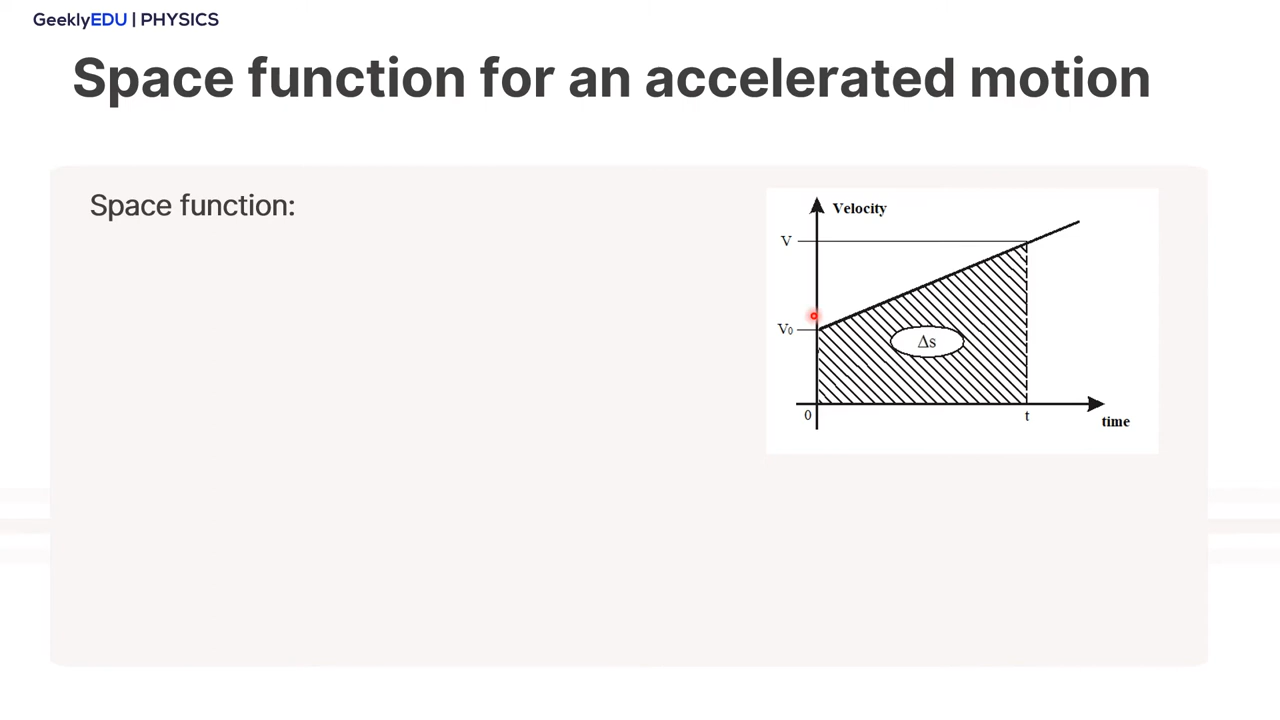 GeeklyEDU | PHYSICS
Space function for an accelerated motion
Space function:
Velocity
V
V₀
Δs
0
t
time